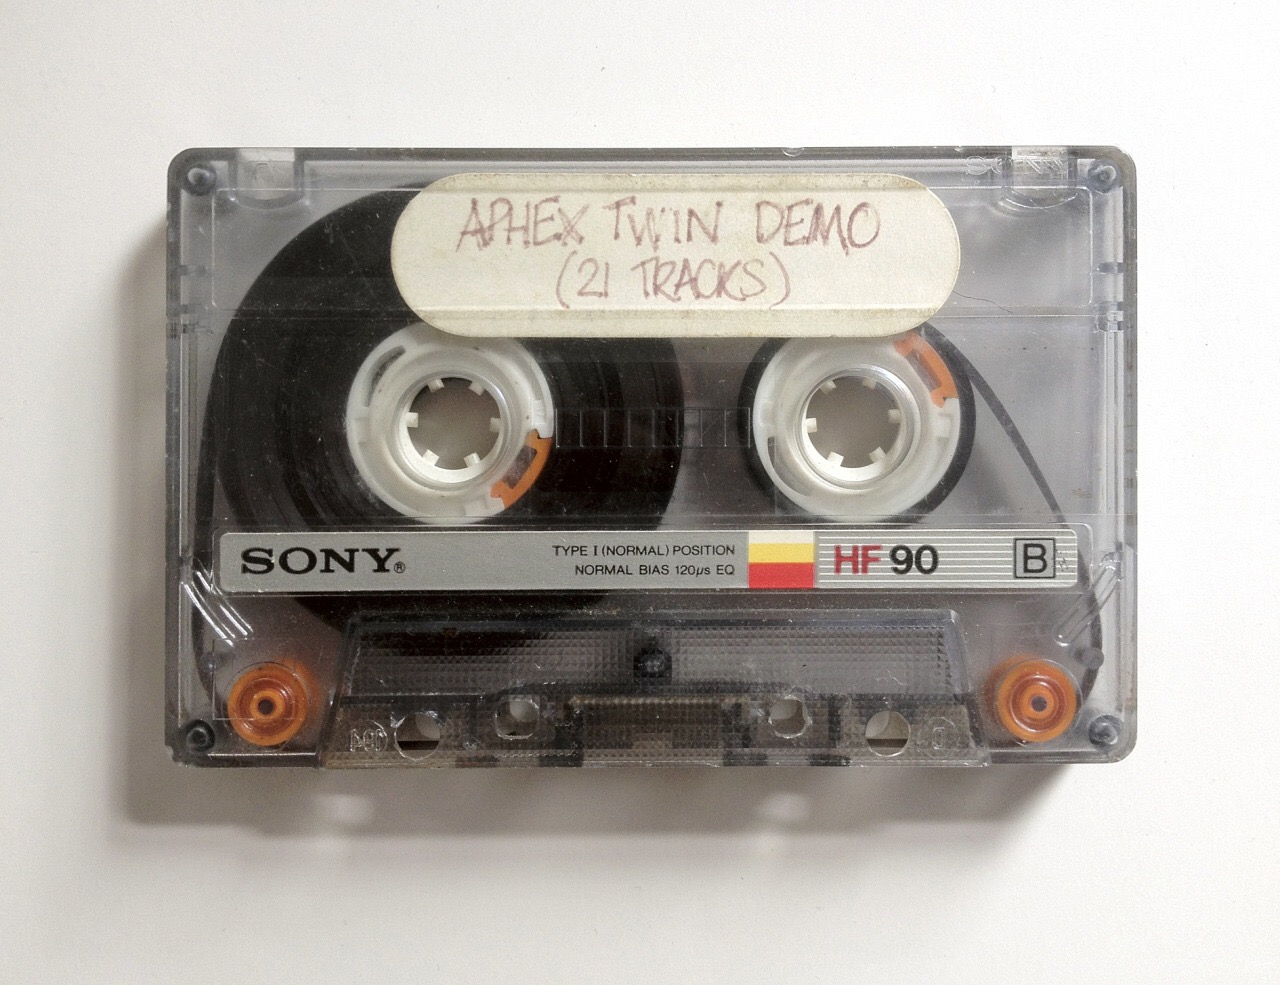 APHEX TWIN DEMO
(21 TRACKS)
SONY®
TYPE I (NORMAL) POSITION
NORMAL BIAS 120µs EQ
HF 90
B